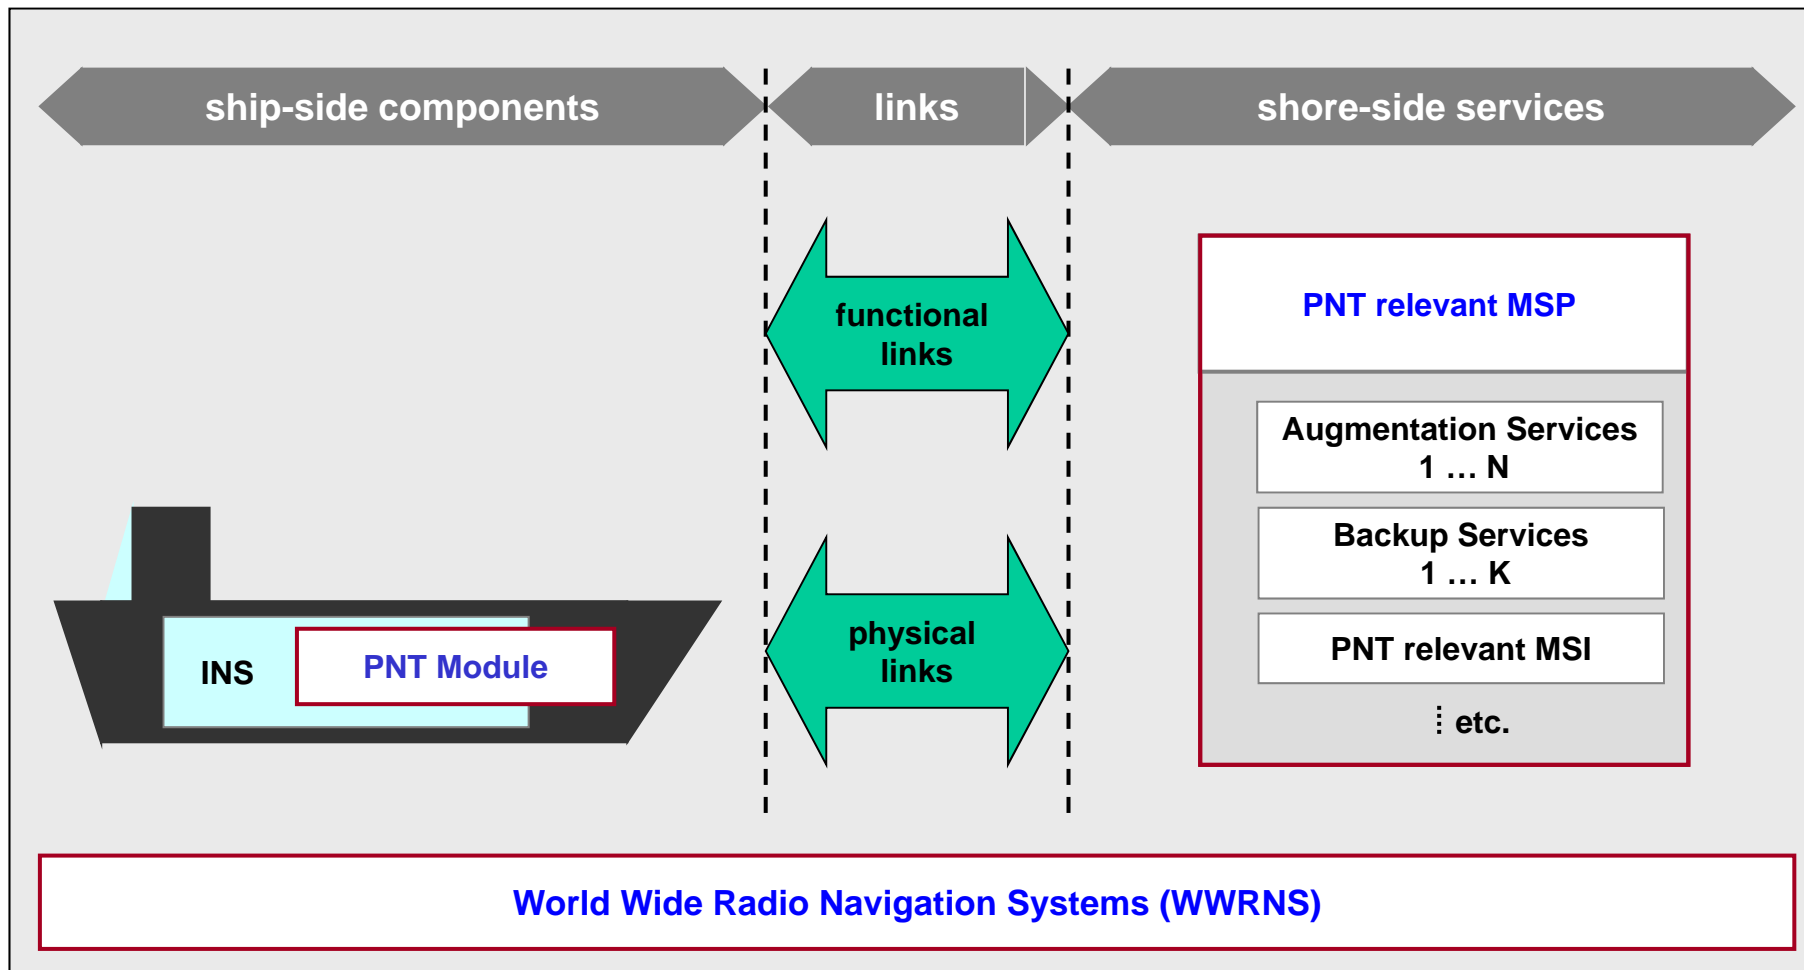 ship-side components
links
shore-side services
functional
links
physical
links
INS
PNT Module
PNT relevant MSP
Augmentation Services
1 … N
Backup Services
1 … K
PNT relevant MSI
etc.
World Wide Radio Navigation Systems (WWRNS)